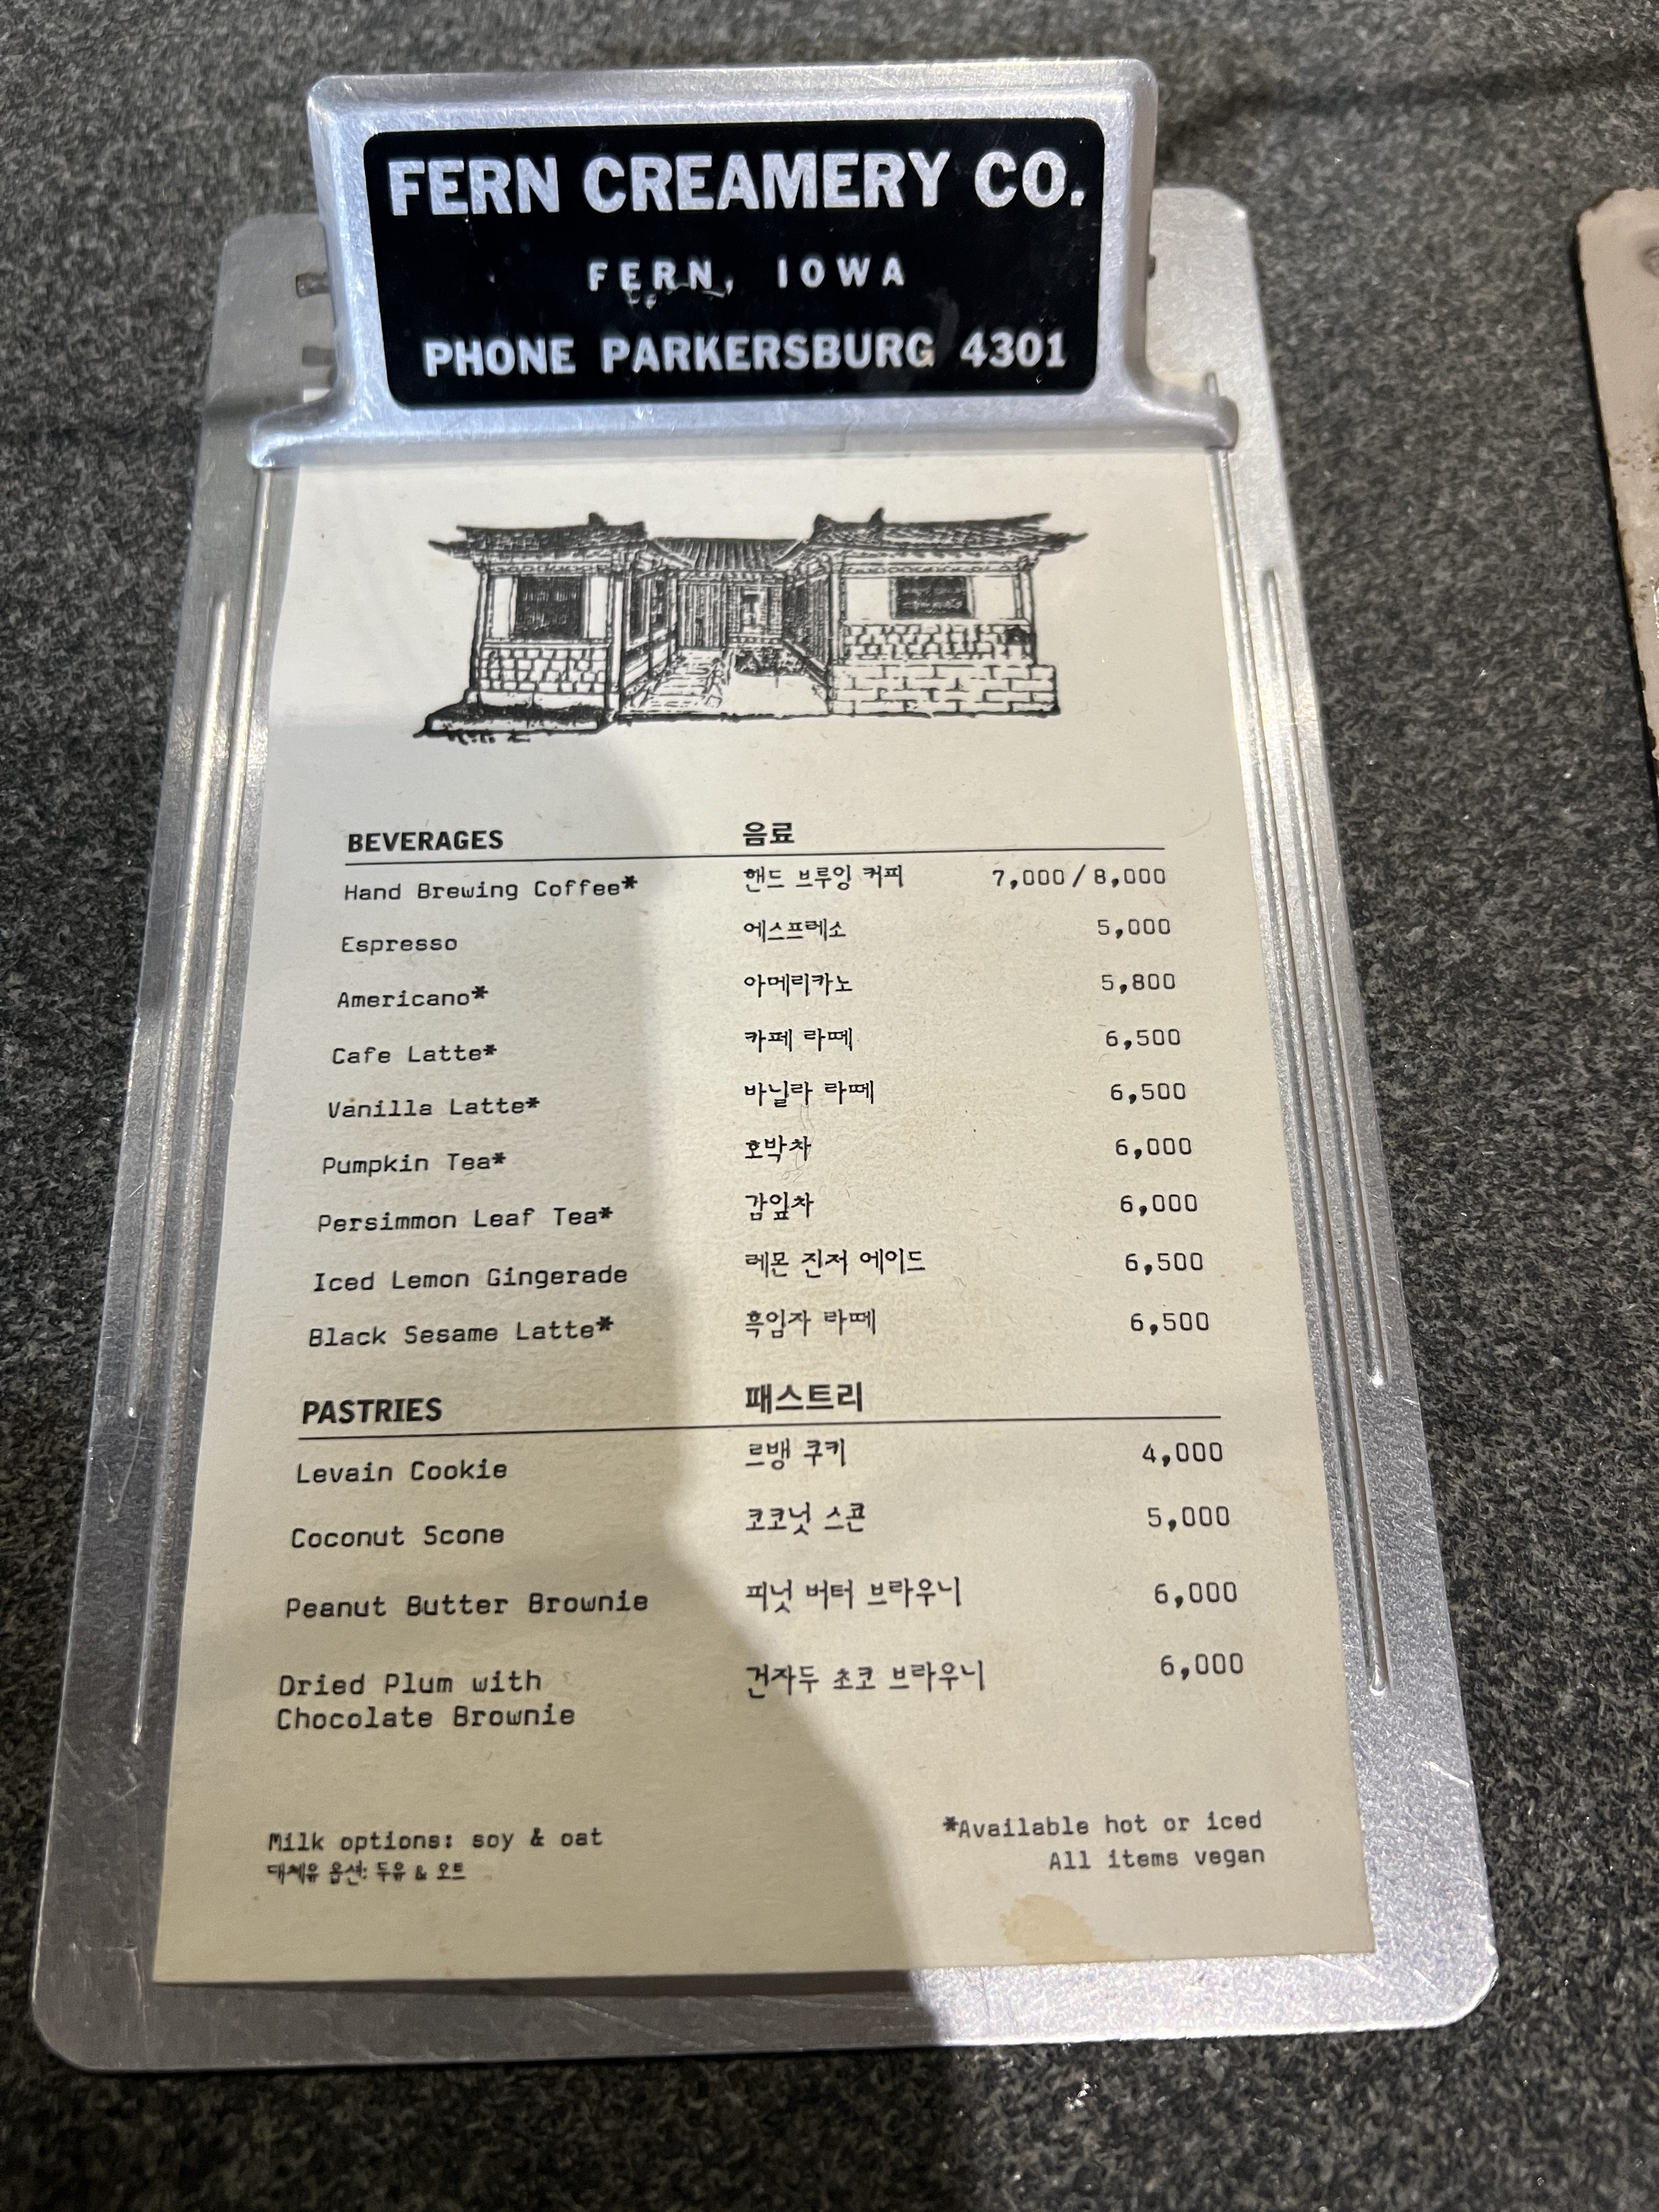 FERN CREAMERY CO.
FERN, IOWA
PHONE PARKERSBURG 4301
BEVERAGES 음료
Hand Brewing Coffee* 핸드 브루잉 커피 7,000 / 8,000
Espresso 에스프레소 5,000
Americano* 아메리카노 5,800
Cafe Latte* 카페 라떼 6,500
Vanilla Latte* 바닐라 라떼 6,500
Pumpkin Tea* 호박차 6,000
Persimmon Leaf Tea* 감잎차 6,000
Iced Lemon Gingerade 레몬 진저 에이드 6,500
Black Sesame Latte* 흑임자 라떼 6,500
PASTRIES 패스트리
Levain Cookie 르뱅 쿠키 4,000
Coconut Scone 코코넛 스콘 5,000
Peanut Butter Brownie 피넛 버터 브라우니 6,000
Dried Plum with 건자두 초코 브라우니 6,000
Chocolate Brownie
Milk options: soy & oat
대체유 옵션: 두유 & 오트
*Available hot or iced
All items vegan